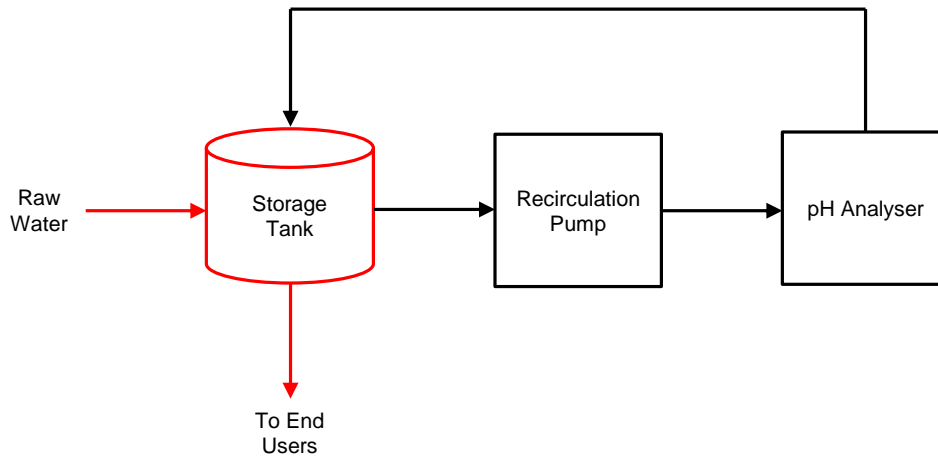 Raw
Water
Storage
Tank
Recirculation
Pump
pH Analyser
To End
Users